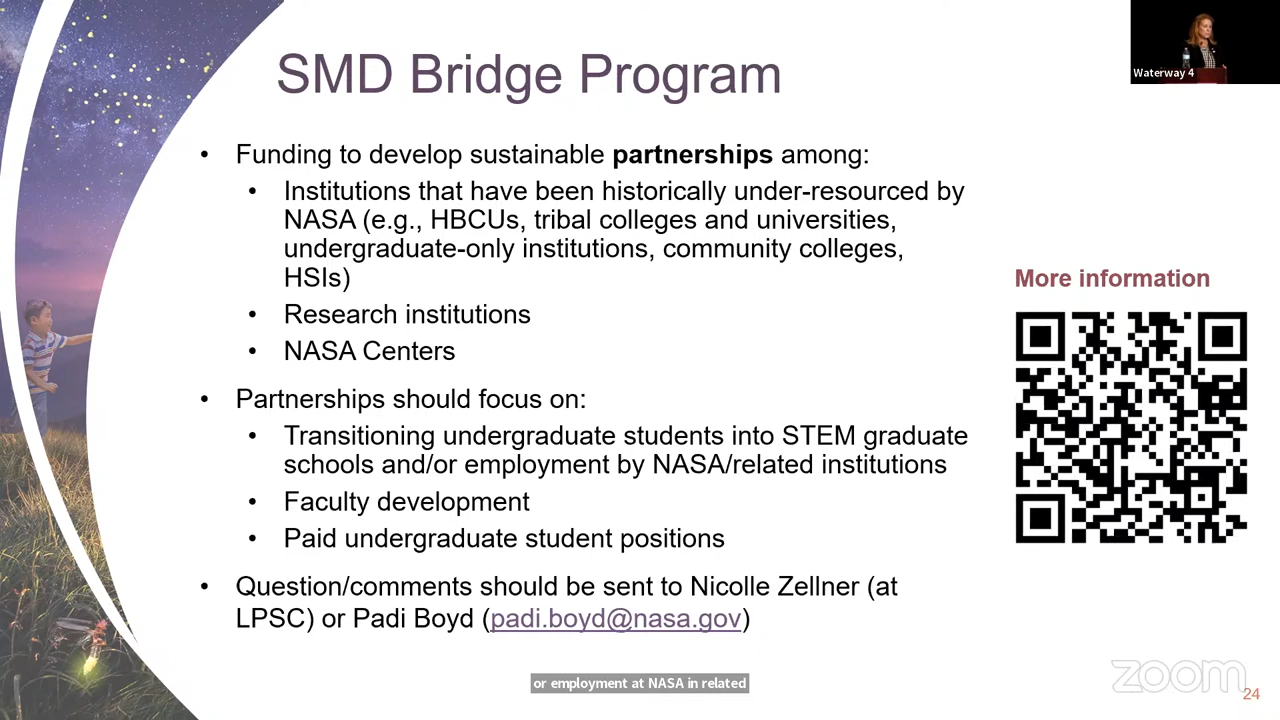 SMD Bridge Program
Waterway 4
• Funding to develop sustainable partnerships among:
• Institutions that have been historically under-resourced by
NASA (e.g., HBCUs, tribal colleges and universities,
undergraduate-only institutions, community colleges,
HSIs)
• Research institutions
• NASA Centers
• Partnerships should focus on:
• Transitioning undergraduate students into STEM graduate
schools and/or employment by NASA/related institutions
• Faculty development
• Paid undergraduate student positions
• Question/comments should be sent to Nicolle Zellner (at
LPSC) or Padi Boyd (padi.boyd@nasa.gov)
More information
or employment at NASA in related
zoom
24